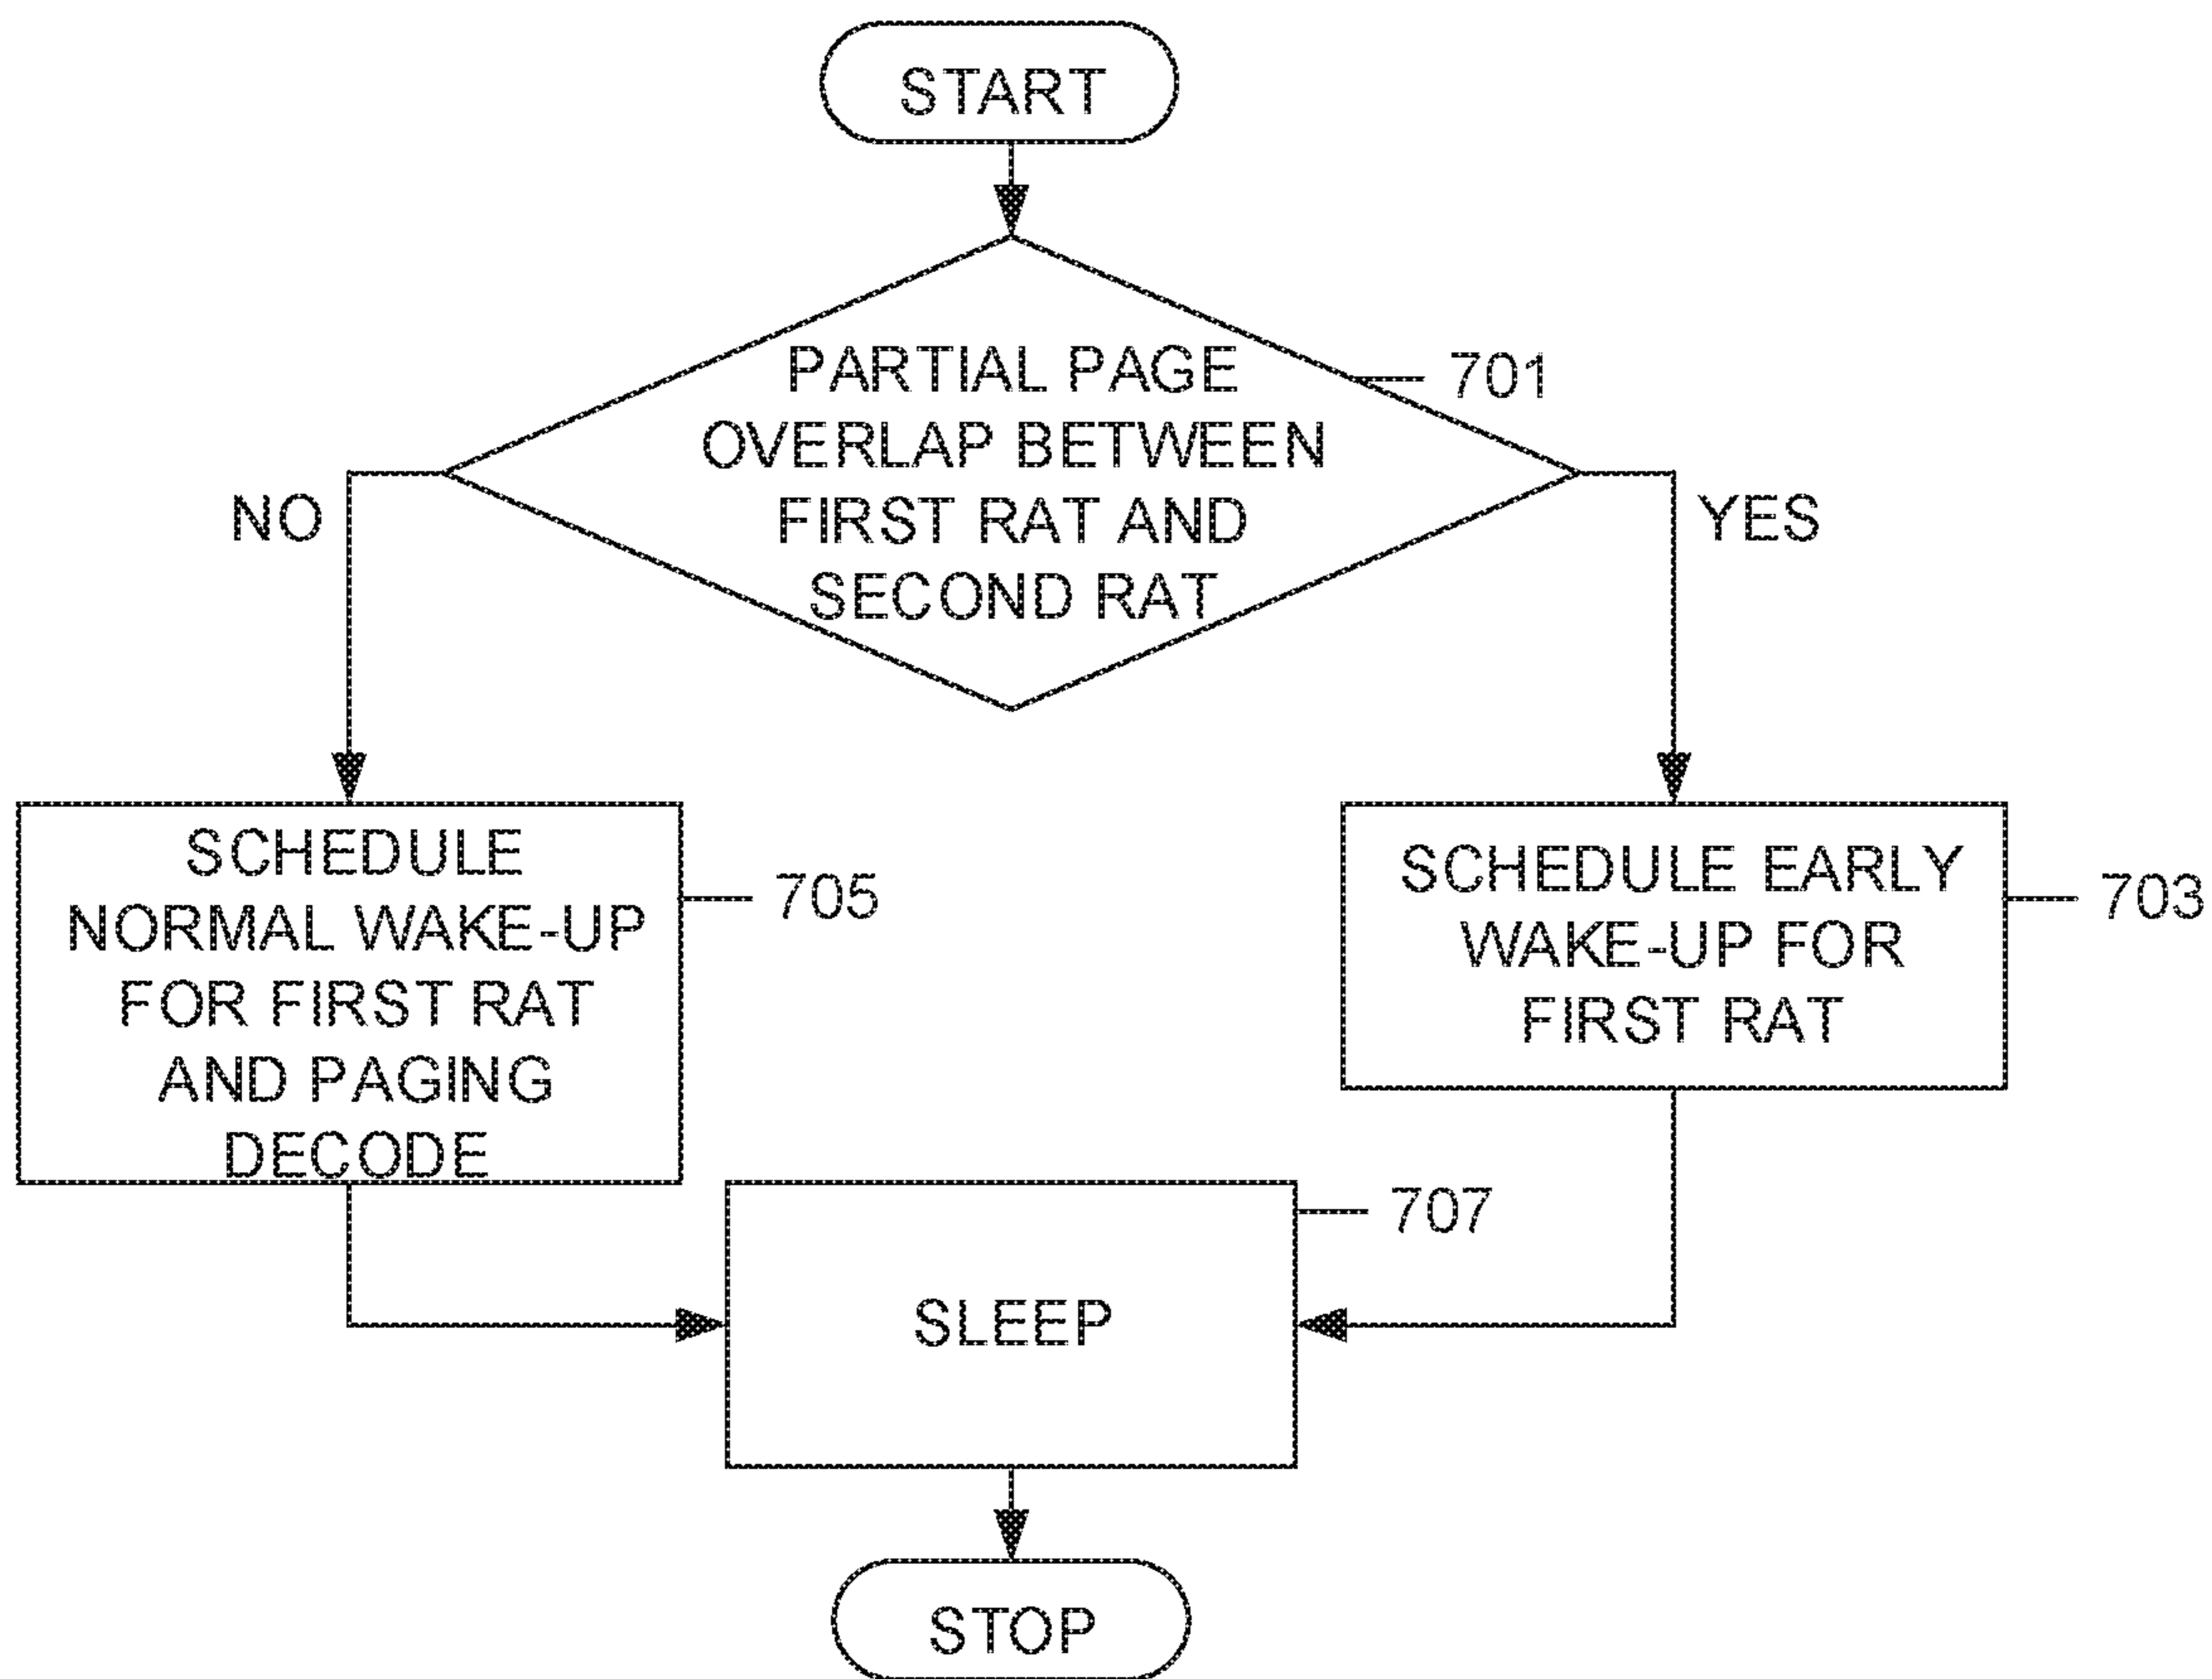 START
PARTIAL PAGE
OVERLAP BETWEEN
FIRST RAT AND
SECOND RAT
701
NO
YES
SCHEDULE
NORMAL WAKE-UP
FOR FIRST RAT
AND PAGING
DECODE
705
SCHEDULE EARLY
WAKE-UP FOR
FIRST RAT
703
707
SLEEP
STOP